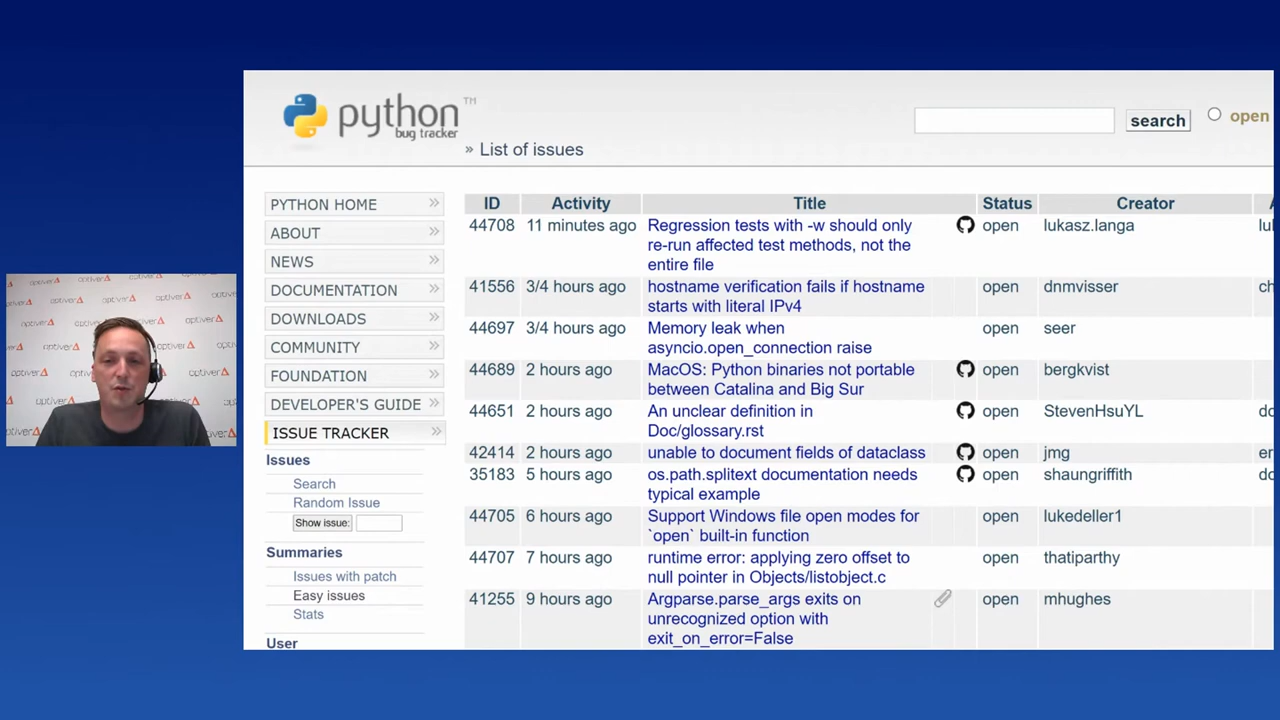 python™
bug tracker
» List of issues
search
open
PYTHON HOME »
ABOUT »
NEWS »
DOCUMENTATION »
DOWNLOADS »
COMMUNITY »
FOUNDATION »
DEVELOPER'S GUIDE »
ISSUE TRACKER »
Issues
Search
Random Issue
Show issue:
Summaries
Issues with patch
Easy issues
Stats
User
ID Activity Title Status Creator A
44708 11 minutes ago Regression tests with -w should only open lukasz.langa lul
re-run affected test methods, not the
entire file
41556 3/4 hours ago hostname verification fails if hostname open dnmvisser ch
starts with literal IPv4
44697 3/4 hours ago Memory leak when open seer
asyncio.open_connection raise
44689 2 hours ago MacOS: Python binaries not portable open bergkvist
between Catalina and Big Sur
44651 2 hours ago An unclear definition in open StevenHsuYL do
Doc/glossary.rst
42414 2 hours ago unable to document fields of dataclass open jmg er
35183 5 hours ago os.path.splitext documentation needs open shaungriffith do
typical example
44705 6 hours ago Support Windows file open modes for open lukedeller1
`open` built-in function
44707 7 hours ago runtime error: applying zero offset to open thatiparthy
null pointer in Objects/listobject.c
41255 9 hours ago Argparse.parse_args exits on open mhughes
unrecognized option with
exit_on_error=False
optiver